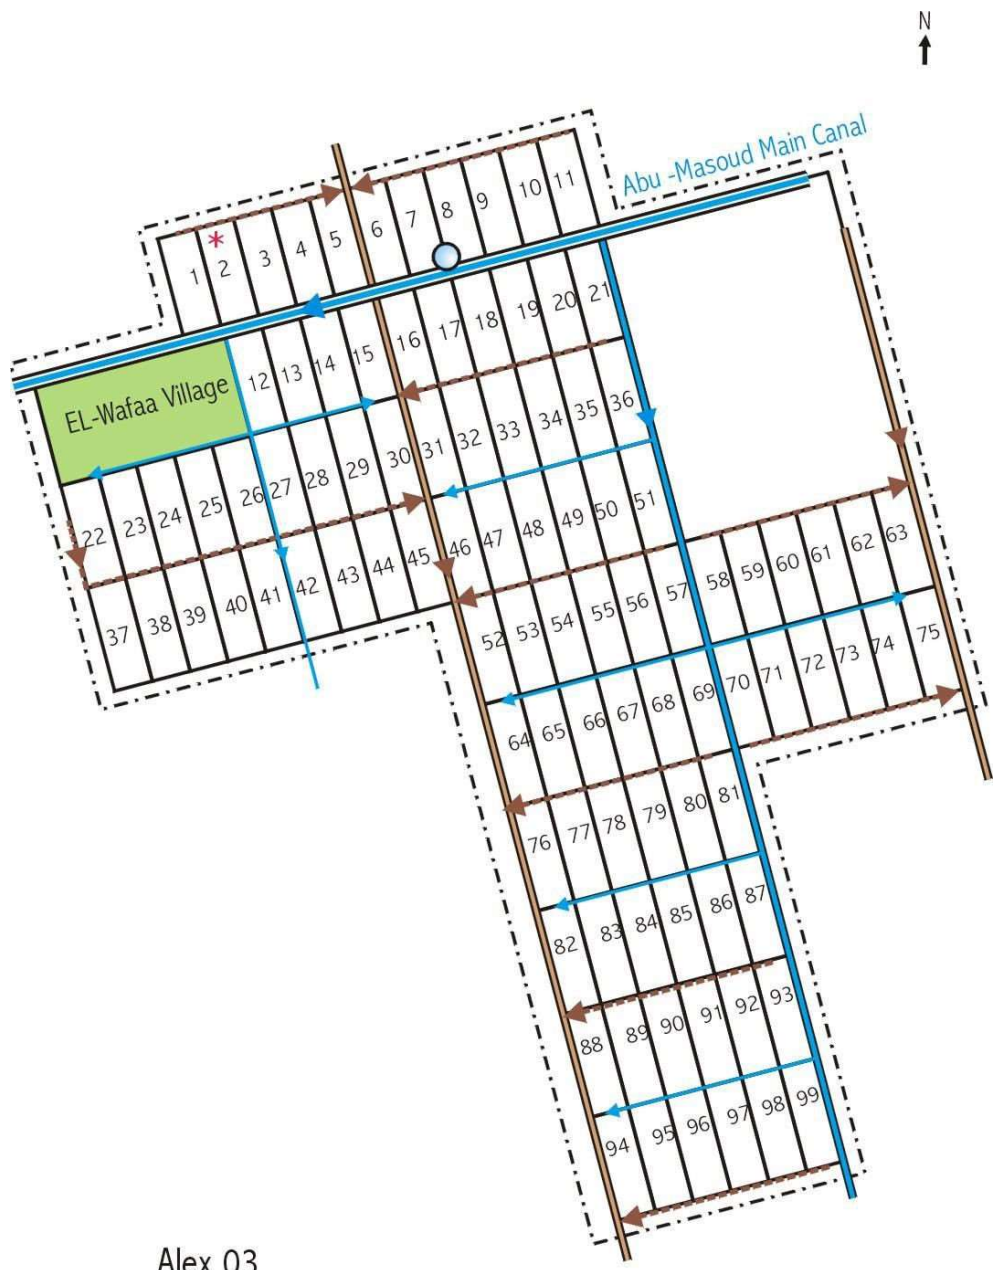 N
Abu -Masoud Main Canal
1 2 3 4 5 6 7 8 9 10 11
*
EL-Wafaa Village
12 13 14 15 16 17 18 19 20 21
22 23 24 25 26 27 28 29 30 31 32 33 34 35 36
37 38 39 40 41 42 43 44 45 46 47 48 49 50 51
52 53 54 55 56 57 58 59 60 61 62 63
64 65 66 67 68 69 70 71 72 73 74 75
76 77 78 79 80 81
82 83 84 85 86 87
88 89 90 91 92 93
94 95 96 97 98 99
Alex 03